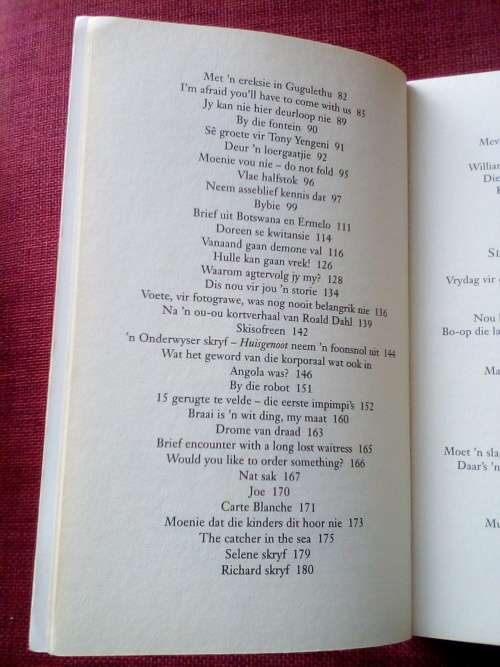 Met 'n ereksie in Gugulethu 82
I'm afraid you'll have to come with us 85
Jy kan nie hier deurloop nie 89
By die fontein 90
Sê groete vir Tony Yengeni 91
Deur 'n loergaatjie 92
Moenie vou nie – do not fold 95
Vlae halfstok 96
Neem asseblief kennis dat 97
Bybie 99
Brief uit Botswana en Ermelo 111
Doreen se kwitansie 114
Vanaand gaan demone val 116
Hulle kan gaan vrek! 126
Waarom agtervolg jy my? 128
Dis nou vir jou 'n storie 134
Voete, vir fotograwe, was nog nooit belangrik nie 136
Na 'n ou-ou kortverhaal van Roald Dahl 139
Skisofreen 142
'n Onderwyser skryf – Huisgenoot neem 'n foonsnol uit 144
Wat het geword van die korporaal wat ook in
Angola was? 146
By die robot 151
15 gerugte te velde – die eerste impimpi's 152
Braai is 'n wit ding, my maat 160
Drome van draad 163
Brief encounter with a long lost waitress 165
Would you like to order something? 166
Nat sak 167
Joe 170
Carte Blanche 171
Moenie dat die kinders dit hoor nie 173
The catcher in the sea 175
Selene skryf 179
Richard skryf 180
Die
Vrydag vir
Nou
Bo-op die
Moet 'n
Daar's 'n